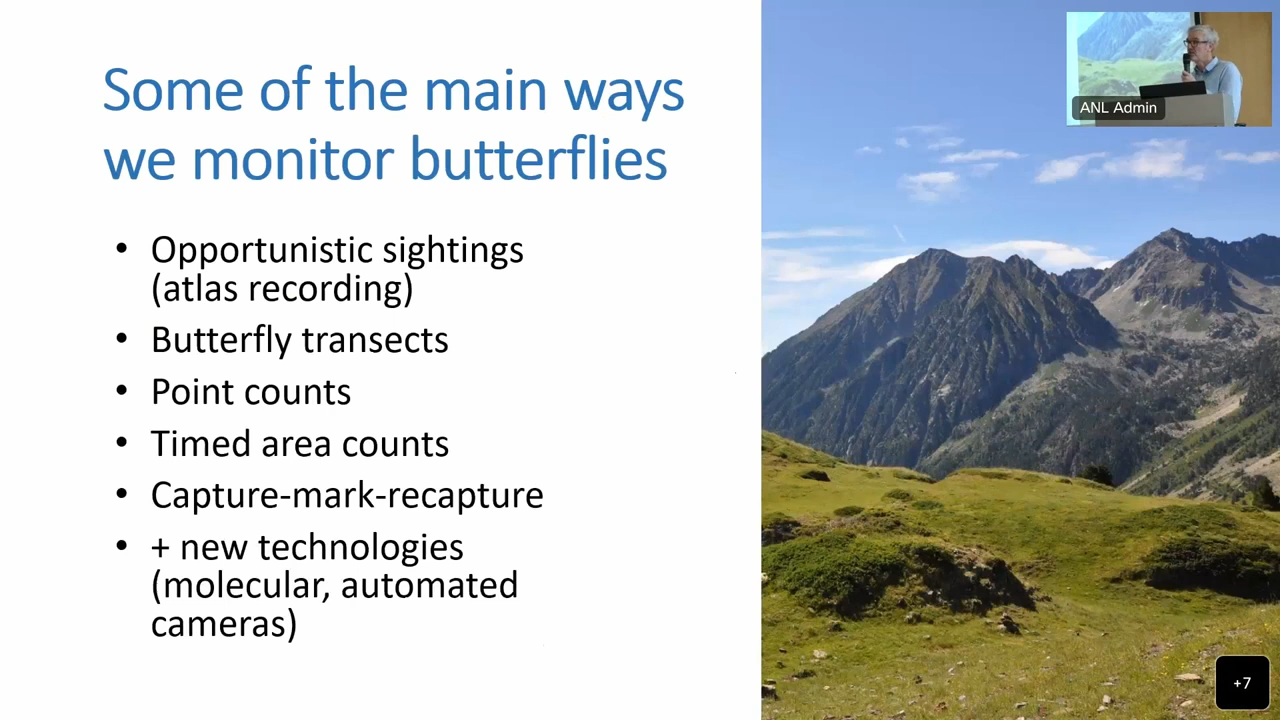 Some of the main ways
we monitor butterflies
• Opportunistic sightings
(atlas recording)
• Butterfly transects
• Point counts
• Timed area counts
• Capture-mark-recapture
• + new technologies
(molecular, automated
cameras)
ANL Admin
+7